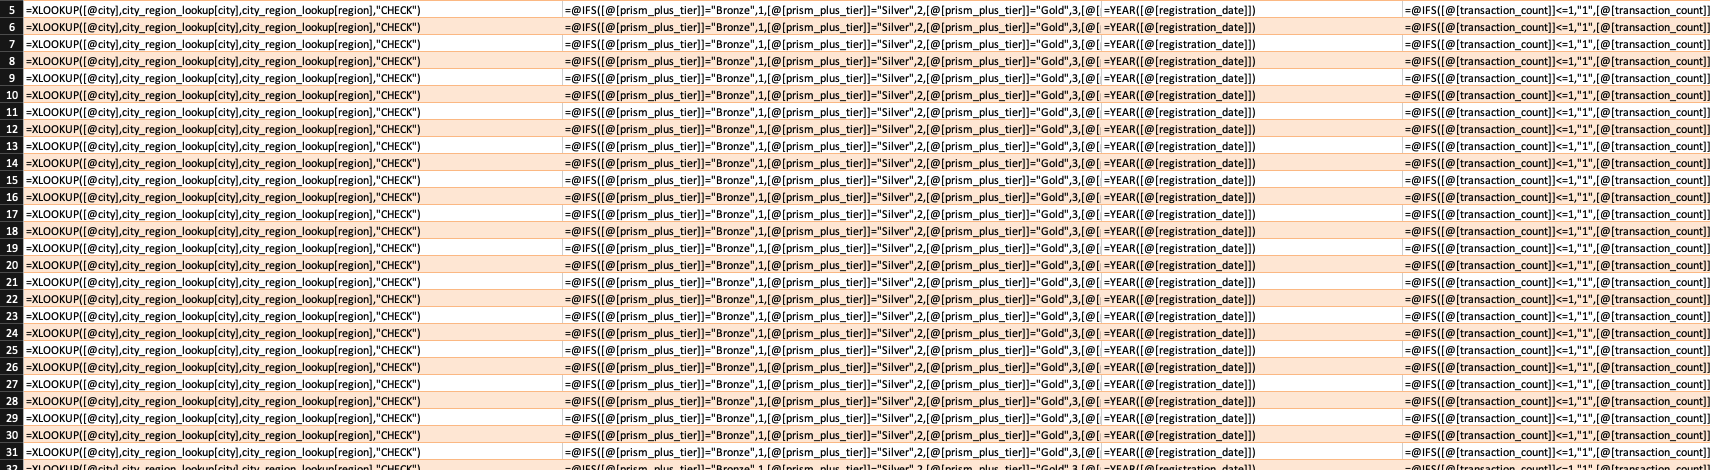 5 =XLOOKUP([@city],city_region_lookup[city],city_region_lookup[region],"CHECK") =@IFS([@[prism_plus_tier]]="Bronze",1,[@[prism_plus_tier]]="Silver",2,[@[prism_plus_tier]]="Gold",3,[@[ =YEAR([@[registration_date]]) =@IFS([@[transaction_count]]<=1,"1",[@[transaction_count]]
6 =XLOOKUP([@city],city_region_lookup[city],city_region_lookup[region],"CHECK") =@IFS([@[prism_plus_tier]]="Bronze",1,[@[prism_plus_tier]]="Silver",2,[@[prism_plus_tier]]="Gold",3,[@[ =YEAR([@[registration_date]]) =@IFS([@[transaction_count]]<=1,"1",[@[transaction_count]]
7 =XLOOKUP([@city],city_region_lookup[city],city_region_lookup[region],"CHECK") =@IFS([@[prism_plus_tier]]="Bronze",1,[@[prism_plus_tier]]="Silver",2,[@[prism_plus_tier]]="Gold",3,[@[ =YEAR([@[registration_date]]) =@IFS([@[transaction_count]]<=1,"1",[@[transaction_count]]
8 =XLOOKUP([@city],city_region_lookup[city],city_region_lookup[region],"CHECK") =@IFS([@[prism_plus_tier]]="Bronze",1,[@[prism_plus_tier]]="Silver",2,[@[prism_plus_tier]]="Gold",3,[@[ =YEAR([@[registration_date]]) =@IFS([@[transaction_count]]<=1,"1",[@[transaction_count]]
9 =XLOOKUP([@city],city_region_lookup[city],city_region_lookup[region],"CHECK") =@IFS([@[prism_plus_tier]]="Bronze",1,[@[prism_plus_tier]]="Silver",2,[@[prism_plus_tier]]="Gold",3,[@[ =YEAR([@[registration_date]]) =@IFS([@[transaction_count]]<=1,"1",[@[transaction_count]]
10 =XLOOKUP([@city],city_region_lookup[city],city_region_lookup[region],"CHECK") =@IFS([@[prism_plus_tier]]="Bronze",1,[@[prism_plus_tier]]="Silver",2,[@[prism_plus_tier]]="Gold",3,[@[ =YEAR([@[registration_date]]) =@IFS([@[transaction_count]]<=1,"1",[@[transaction_count]]
11 =XLOOKUP([@city],city_region_lookup[city],city_region_lookup[region],"CHECK") =@IFS([@[prism_plus_tier]]="Bronze",1,[@[prism_plus_tier]]="Silver",2,[@[prism_plus_tier]]="Gold",3,[@[ =YEAR([@[registration_date]]) =@IFS([@[transaction_count]]<=1,"1",[@[transaction_count]]
12 =XLOOKUP([@city],city_region_lookup[city],city_region_lookup[region],"CHECK") =@IFS([@[prism_plus_tier]]="Bronze",1,[@[prism_plus_tier]]="Silver",2,[@[prism_plus_tier]]="Gold",3,[@[ =YEAR([@[registration_date]]) =@IFS([@[transaction_count]]<=1,"1",[@[transaction_count]]
13 =XLOOKUP([@city],city_region_lookup[city],city_region_lookup[region],"CHECK") =@IFS([@[prism_plus_tier]]="Bronze",1,[@[prism_plus_tier]]="Silver",2,[@[prism_plus_tier]]="Gold",3,[@[ =YEAR([@[registration_date]]) =@IFS([@[transaction_count]]<=1,"1",[@[transaction_count]]
14 =XLOOKUP([@city],city_region_lookup[city],city_region_lookup[region],"CHECK") =@IFS([@[prism_plus_tier]]="Bronze",1,[@[prism_plus_tier]]="Silver",2,[@[prism_plus_tier]]="Gold",3,[@[ =YEAR([@[registration_date]]) =@IFS([@[transaction_count]]<=1,"1",[@[transaction_count]]
15 =XLOOKUP([@city],city_region_lookup[city],city_region_lookup[region],"CHECK") =@IFS([@[prism_plus_tier]]="Bronze",1,[@[prism_plus_tier]]="Silver",2,[@[prism_plus_tier]]="Gold",3,[@[ =YEAR([@[registration_date]]) =@IFS([@[transaction_count]]<=1,"1",[@[transaction_count]]
16 =XLOOKUP([@city],city_region_lookup[city],city_region_lookup[region],"CHECK") =@IFS([@[prism_plus_tier]]="Bronze",1,[@[prism_plus_tier]]="Silver",2,[@[prism_plus_tier]]="Gold",3,[@[ =YEAR([@[registration_date]]) =@IFS([@[transaction_count]]<=1,"1",[@[transaction_count]]
17 =XLOOKUP([@city],city_region_lookup[city],city_region_lookup[region],"CHECK") =@IFS([@[prism_plus_tier]]="Bronze",1,[@[prism_plus_tier]]="Silver",2,[@[prism_plus_tier]]="Gold",3,[@[ =YEAR([@[registration_date]]) =@IFS([@[transaction_count]]<=1,"1",[@[transaction_count]]
18 =XLOOKUP([@city],city_region_lookup[city],city_region_lookup[region],"CHECK") =@IFS([@[prism_plus_tier]]="Bronze",1,[@[prism_plus_tier]]="Silver",2,[@[prism_plus_tier]]="Gold",3,[@[ =YEAR([@[registration_date]]) =@IFS([@[transaction_count]]<=1,"1",[@[transaction_count]]
19 =XLOOKUP([@city],city_region_lookup[city],city_region_lookup[region],"CHECK") =@IFS([@[prism_plus_tier]]="Bronze",1,[@[prism_plus_tier]]="Silver",2,[@[prism_plus_tier]]="Gold",3,[@[ =YEAR([@[registration_date]]) =@IFS([@[transaction_count]]<=1,"1",[@[transaction_count]]
20 =XLOOKUP([@city],city_region_lookup[city],city_region_lookup[region],"CHECK") =@IFS([@[prism_plus_tier]]="Bronze",1,[@[prism_plus_tier]]="Silver",2,[@[prism_plus_tier]]="Gold",3,[@[ =YEAR([@[registration_date]]) =@IFS([@[transaction_count]]<=1,"1",[@[transaction_count]]
21 =XLOOKUP([@city],city_region_lookup[city],city_region_lookup[region],"CHECK") =@IFS([@[prism_plus_tier]]="Bronze",1,[@[prism_plus_tier]]="Silver",2,[@[prism_plus_tier]]="Gold",3,[@[ =YEAR([@[registration_date]]) =@IFS([@[transaction_count]]<=1,"1",[@[transaction_count]]
22 =XLOOKUP([@city],city_region_lookup[city],city_region_lookup[region],"CHECK") =@IFS([@[prism_plus_tier]]="Bronze",1,[@[prism_plus_tier]]="Silver",2,[@[prism_plus_tier]]="Gold",3,[@[ =YEAR([@[registration_date]]) =@IFS([@[transaction_count]]<=1,"1",[@[transaction_count]]
23 =XLOOKUP([@city],city_region_lookup[city],city_region_lookup[region],"CHECK") =@IFS([@[prism_plus_tier]]="Bronze",1,[@[prism_plus_tier]]="Silver",2,[@[prism_plus_tier]]="Gold",3,[@[ =YEAR([@[registration_date]]) =@IFS([@[transaction_count]]<=1,"1",[@[transaction_count]]
24 =XLOOKUP([@city],city_region_lookup[city],city_region_lookup[region],"CHECK") =@IFS([@[prism_plus_tier]]="Bronze",1,[@[prism_plus_tier]]="Silver",2,[@[prism_plus_tier]]="Gold",3,[@[ =YEAR([@[registration_date]]) =@IFS([@[transaction_count]]<=1,"1",[@[transaction_count]]
25 =XLOOKUP([@city],city_region_lookup[city],city_region_lookup[region],"CHECK") =@IFS([@[prism_plus_tier]]="Bronze",1,[@[prism_plus_tier]]="Silver",2,[@[prism_plus_tier]]="Gold",3,[@[ =YEAR([@[registration_date]]) =@IFS([@[transaction_count]]<=1,"1",[@[transaction_count]]
26 =XLOOKUP([@city],city_region_lookup[city],city_region_lookup[region],"CHECK") =@IFS([@[prism_plus_tier]]="Bronze",1,[@[prism_plus_tier]]="Silver",2,[@[prism_plus_tier]]="Gold",3,[@[ =YEAR([@[registration_date]]) =@IFS([@[transaction_count]]<=1,"1",[@[transaction_count]]
27 =XLOOKUP([@city],city_region_lookup[city],city_region_lookup[region],"CHECK") =@IFS([@[prism_plus_tier]]="Bronze",1,[@[prism_plus_tier]]="Silver",2,[@[prism_plus_tier]]="Gold",3,[@[ =YEAR([@[registration_date]]) =@IFS([@[transaction_count]]<=1,"1",[@[transaction_count]]
28 =XLOOKUP([@city],city_region_lookup[city],city_region_lookup[region],"CHECK") =@IFS([@[prism_plus_tier]]="Bronze",1,[@[prism_plus_tier]]="Silver",2,[@[prism_plus_tier]]="Gold",3,[@[ =YEAR([@[registration_date]]) =@IFS([@[transaction_count]]<=1,"1",[@[transaction_count]]
29 =XLOOKUP([@city],city_region_lookup[city],city_region_lookup[region],"CHECK") =@IFS([@[prism_plus_tier]]="Bronze",1,[@[prism_plus_tier]]="Silver",2,[@[prism_plus_tier]]="Gold",3,[@[ =YEAR([@[registration_date]]) =@IFS([@[transaction_count]]<=1,"1",[@[transaction_count]]
30 =XLOOKUP([@city],city_region_lookup[city],city_region_lookup[region],"CHECK") =@IFS([@[prism_plus_tier]]="Bronze",1,[@[prism_plus_tier]]="Silver",2,[@[prism_plus_tier]]="Gold",3,[@[ =YEAR([@[registration_date]]) =@IFS([@[transaction_count]]<=1,"1",[@[transaction_count]]
31 =XLOOKUP([@city],city_region_lookup[city],city_region_lookup[region],"CHECK") =@IFS([@[prism_plus_tier]]="Bronze",1,[@[prism_plus_tier]]="Silver",2,[@[prism_plus_tier]]="Gold",3,[@[ =YEAR([@[registration_date]]) =@IFS([@[transaction_count]]<=1,"1",[@[transaction_count]]